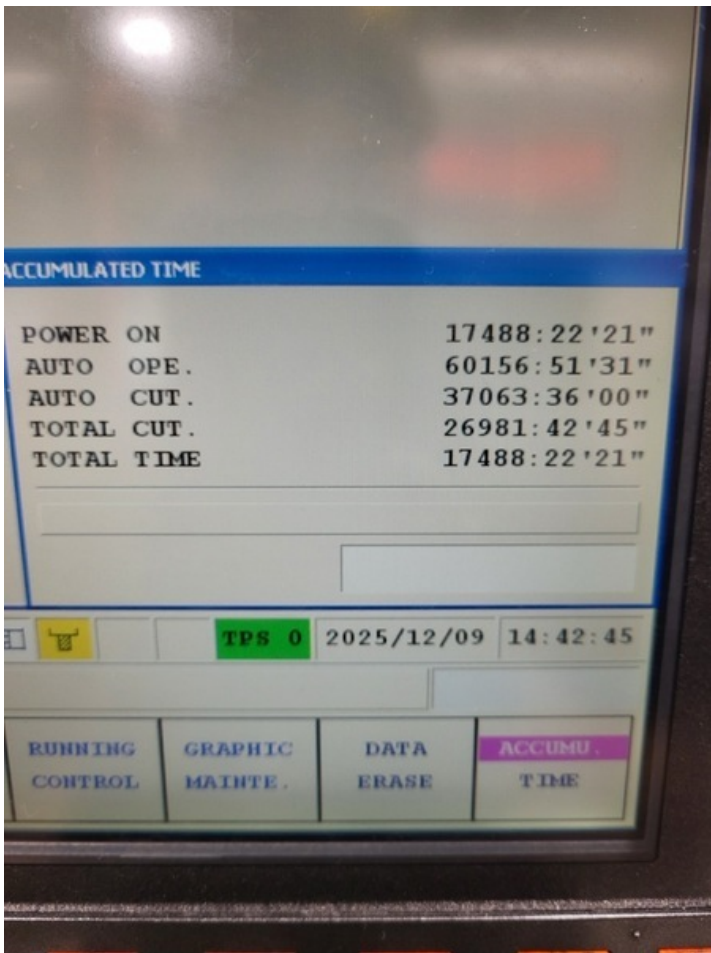 ACCUMULATED TIME
POWER ON 17488:22'21"
AUTO OPE. 60156:51'31"
AUTO CUT. 37063:36'00"
TOTAL CUT. 26981:42'45"
TOTAL TIME 17488:22'21"
TPS 0 2025/12/09 14:42:45
RUNNING CONTROL
GRAPHIC MAINTE.
DATA ERASE
ACCUMU. TIME